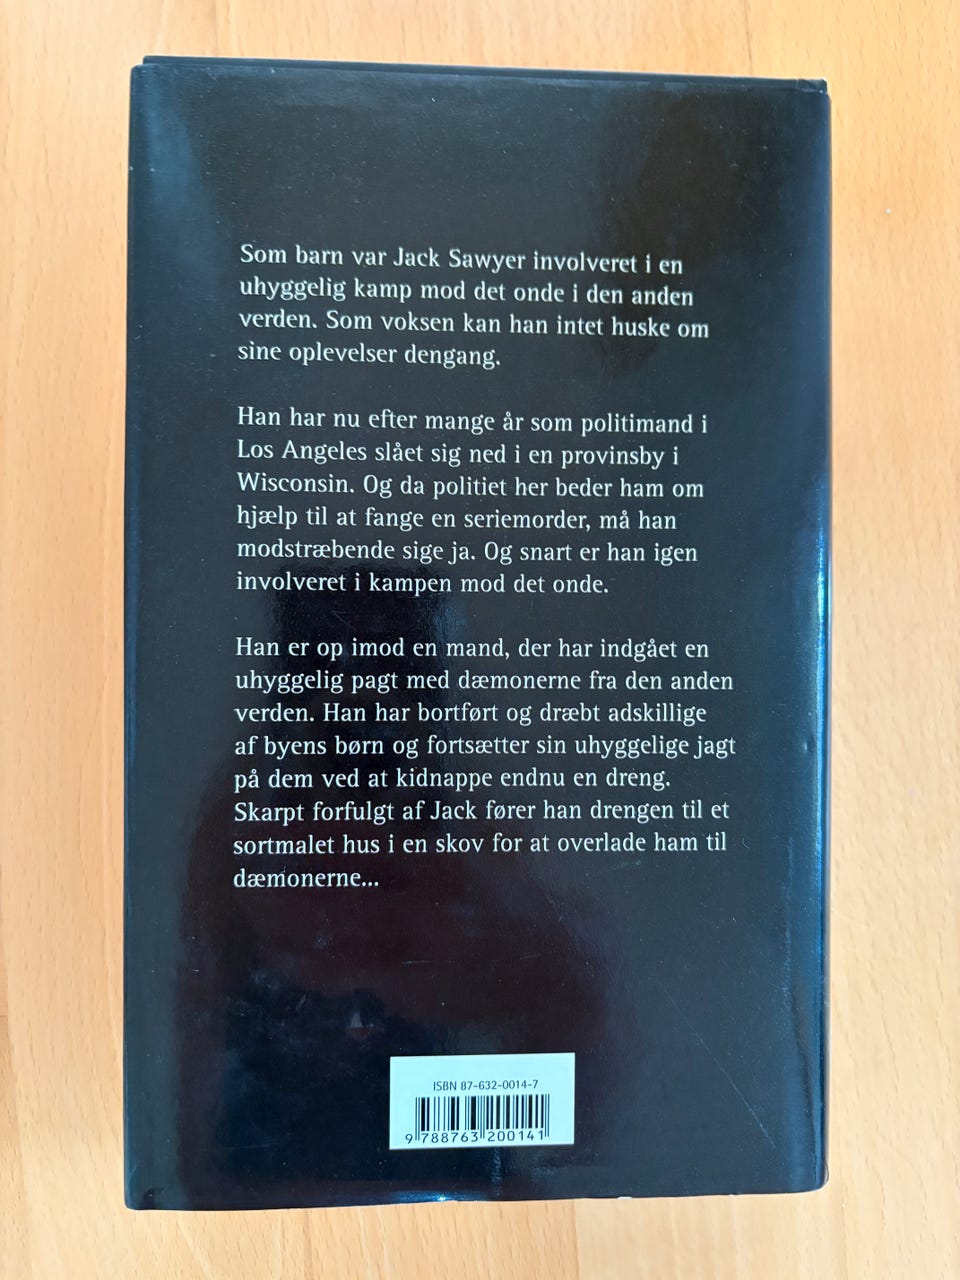 Som barn var Jack Sawyer involveret i en
uhyggelig kamp mod det onde i den anden
verden. Som voksen kan han intet huske om
sine oplevelser dengang.
Han har nu efter mange år som politimand i
Los Angeles slået sig ned i en provinsby i
Wisconsin. Og da politiet her beder ham om
hjælp til at fange en seriemorder, må han
modstræbende sige ja. Og snart er han igen
involveret i kampen mod det onde.
Han er op imod en mand, der har indgået en
uhyggelig pagt med dæmonerne fra den anden
verden. Han har bortført og dræbt adskillige
af byens børn og fortsætter sin uhyggelige jagt
på dem ved at kidnappe endnu en dreng.
Skarpt forfulgt af Jack fører han drengen til et
sortmalet hus i en skov for at overlade ham til
dæmonerne...
ISBN 87-632-0014-7
9 788763 200141